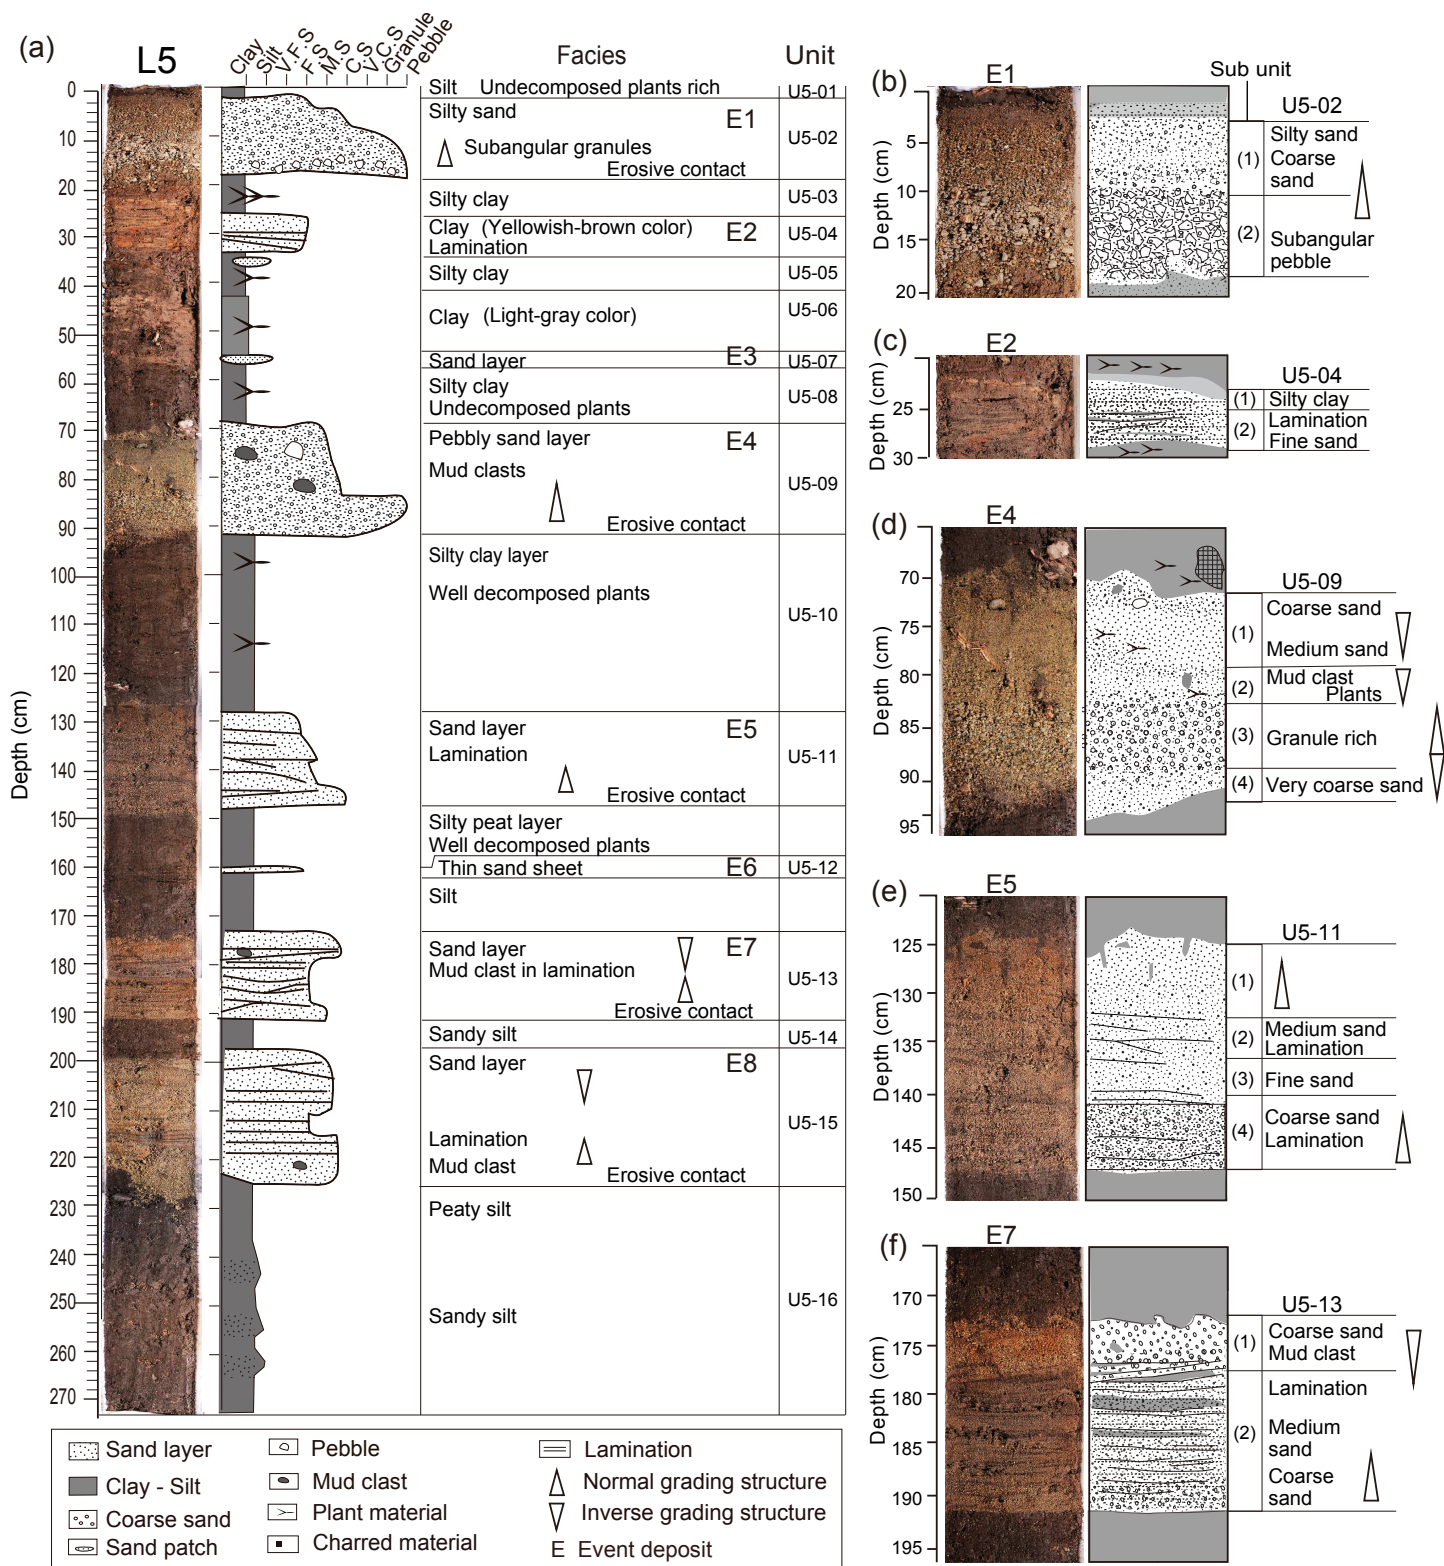 (a)
L5
Clay
Silt
V.F.S
F.S
M.S
C.S
V.C.S
Granule
Pebble
Facies
Unit
Depth (cm)
0
10
20
30
40
50
60
70
80
90
100
110
120
130
140
150
160
170
180
190
200
210
220
230
240
250
260
270
Silt Undecomposed plants rich
U5-01
Silty sand
E1
U5-02
Subangular granules
Erosive contact
Silty clay
U5-03
Clay (Yellowish-brown color)
E2
U5-04
Lamination
Silty clay
U5-05
Clay (Light-gray color)
U5-06
Sand layer
E3
U5-07
Silty clay
U5-08
Undecomposed plants
Pebbly sand layer
E4
Mud clasts
U5-09
Erosive contact
Silty clay layer
Well decomposed plants
U5-10
Sand layer
E5
Lamination
U5-11
Erosive contact
Silty peat layer
Well decomposed plants
Thin sand sheet
E6
U5-12
Silt
Sand layer
E7
Mud clast in lamination
U5-13
Erosive contact
Sandy silt
U5-14
Sand layer
E8
U5-15
Lamination
Mud clast
Erosive contact
Peaty silt
U5-16
Sandy silt
Sand layer
Pebble
Lamination
Clay - Silt
Mud clast
Normal grading structure
Coarse sand
Plant material
Inverse grading structure
Sand patch
Charred material
E Event deposit
(b)
E1
Sub unit
U5-02
Depth (cm)
0
5
10
15
20
(1)
Silty sand
Coarse
sand
(2)
Subangular
pebble
(c)
E2
U5-04
Depth (cm)
25
30
(1)
Silty clay
(2)
Lamination
Fine sand
(d)
E4
U5-09
Depth (cm)
70
75
80
85
90
95
(1)
Coarse sand
Medium sand
(2)
Mud clast
Plants
(3)
Granule rich
(4)
Very coarse sand
(e)
E5
U5-11
Depth (cm)
125
130
135
140
145
150
(1)
(2)
Medium sand
Lamination
(3)
Fine sand
(4)
Coarse sand
Lamination
(f)
E7
U5-13
Depth (cm)
170
175
180
185
190
195
(1)
Coarse sand
Mud clast
(2)
Lamination
Medium
sand
Coarse
sand